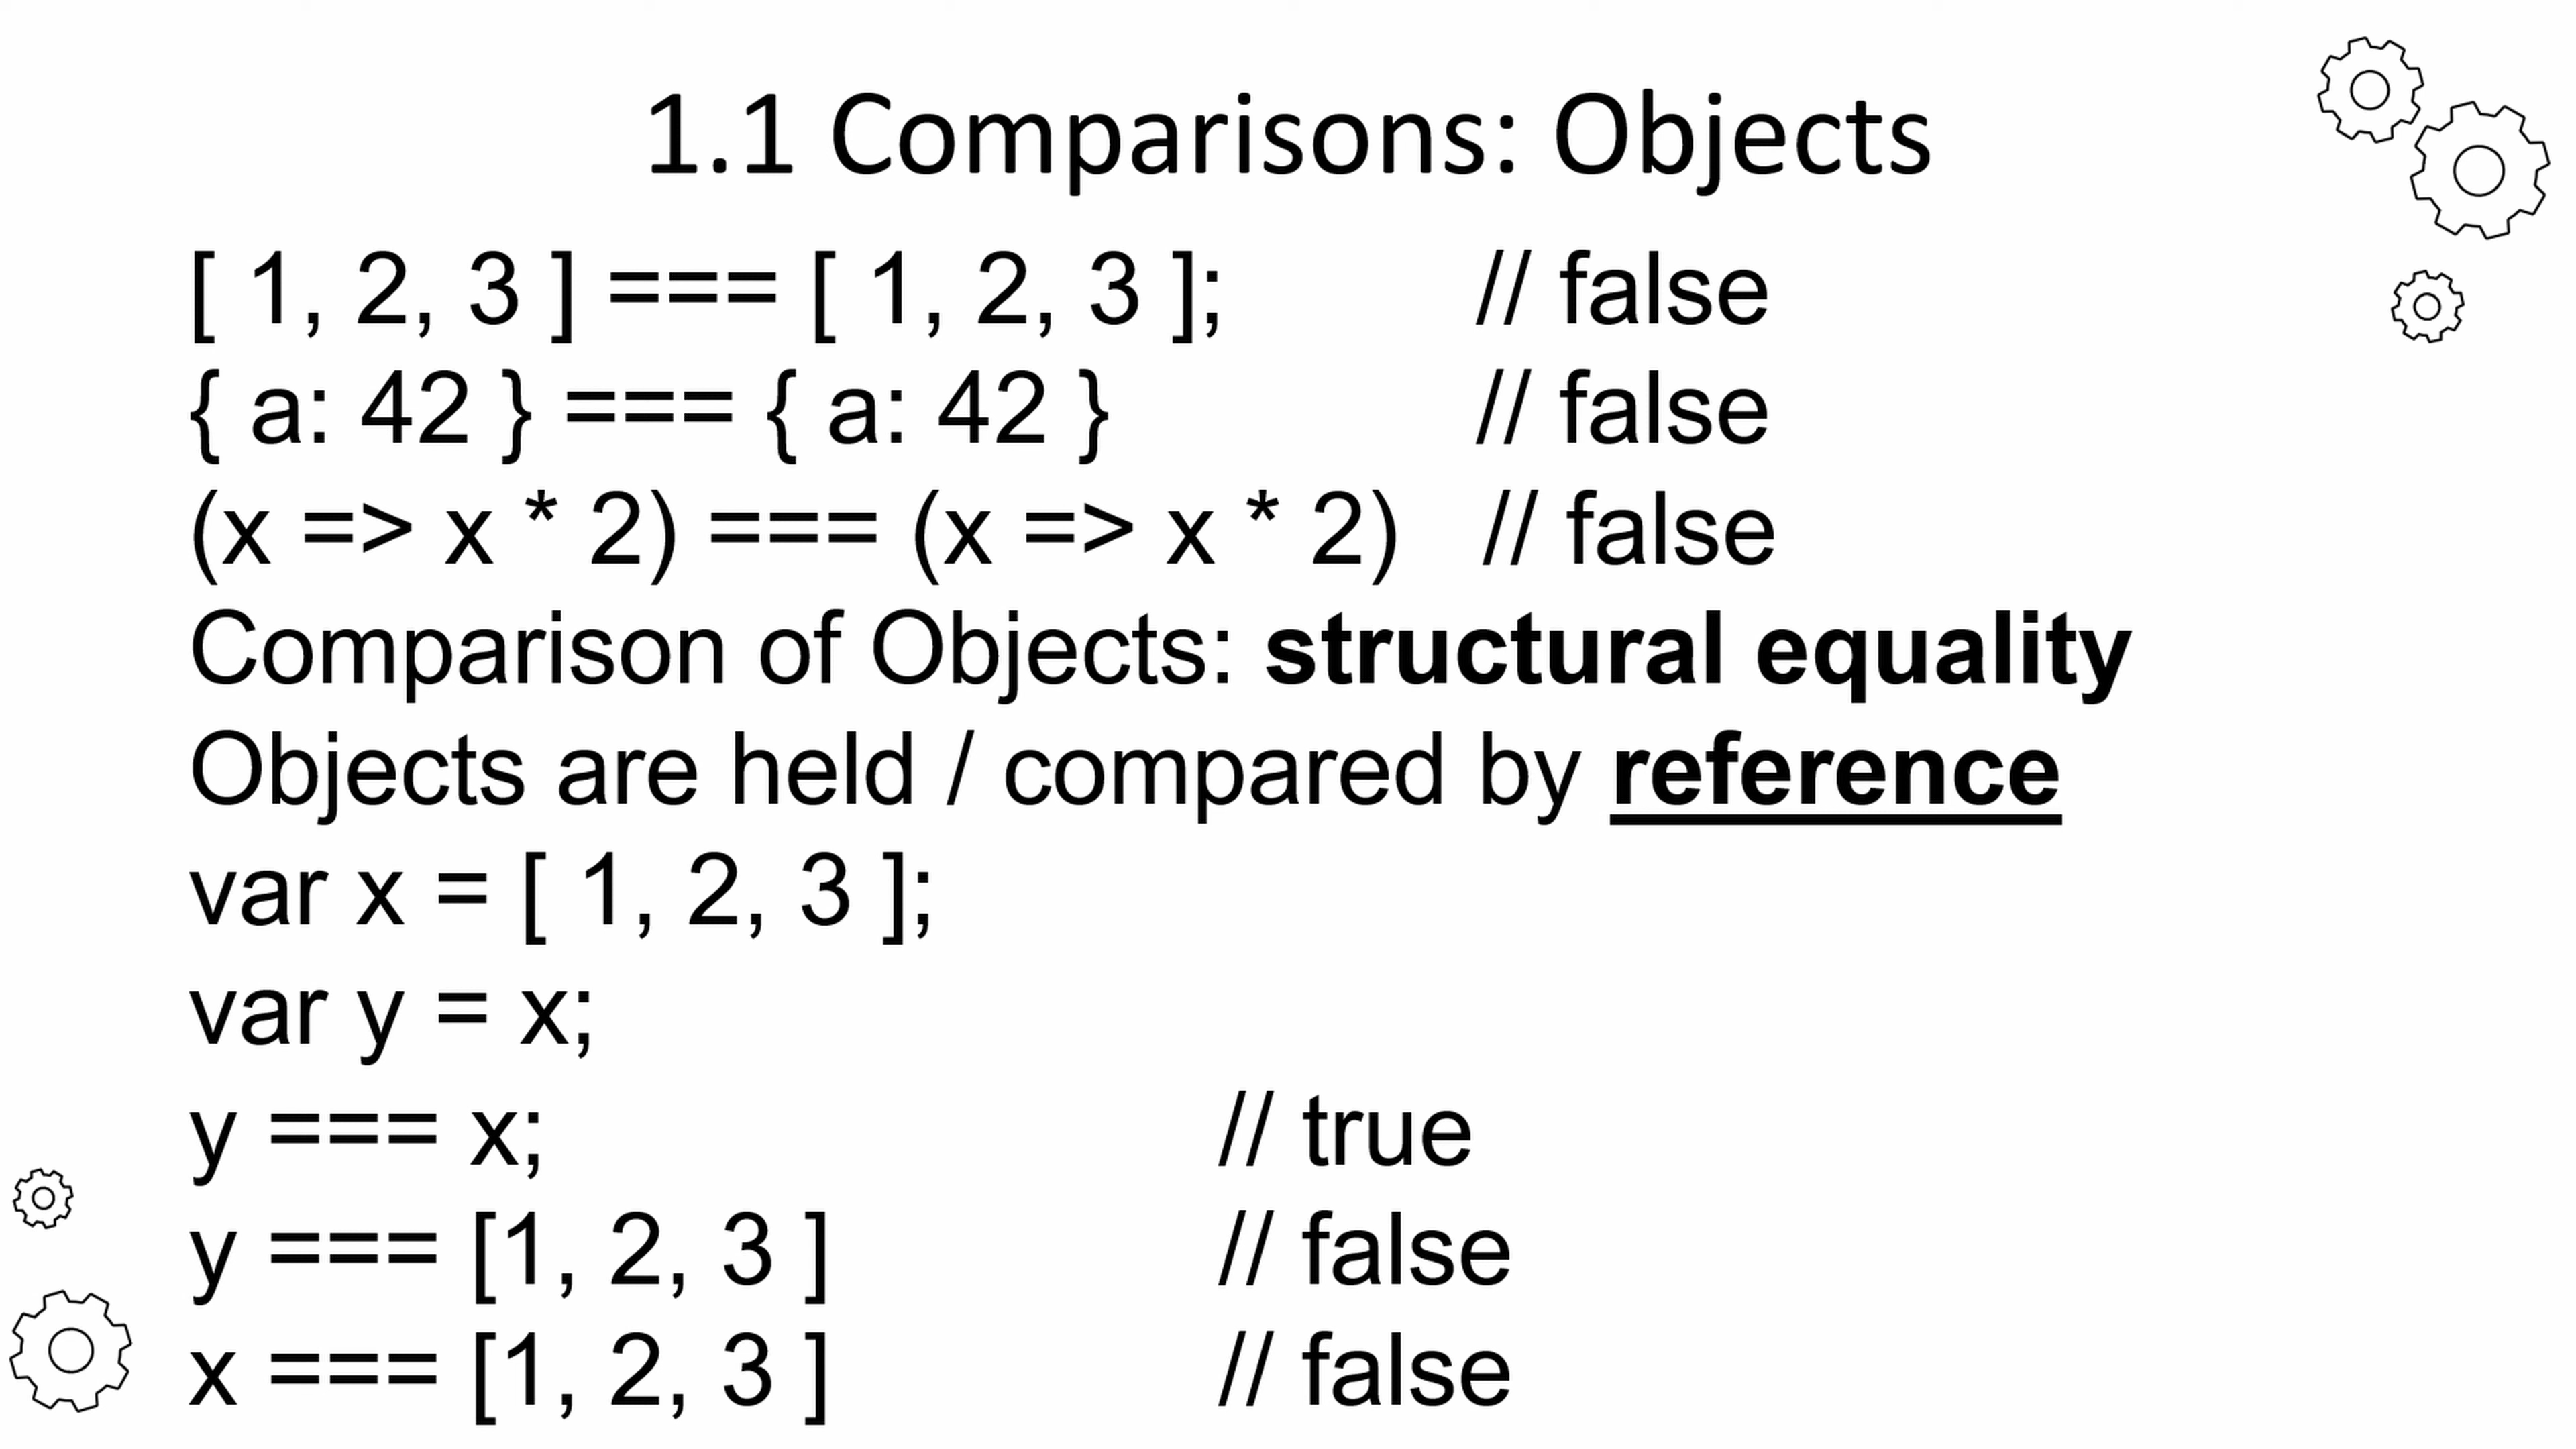 1.1 Comparisons: Objects
[ 1, 2, 3 ] === [ 1, 2, 3 ]; // false
{ a: 42 } === { a: 42 } // false
(x => x * 2) === (x => x * 2) // false
Comparison of Objects: structural equality
Objects are held / compared by reference
var x = [ 1, 2, 3 ];
var y = x;
y === x; // true
y === [1, 2, 3 ] // false
x === [1, 2, 3 ] // false